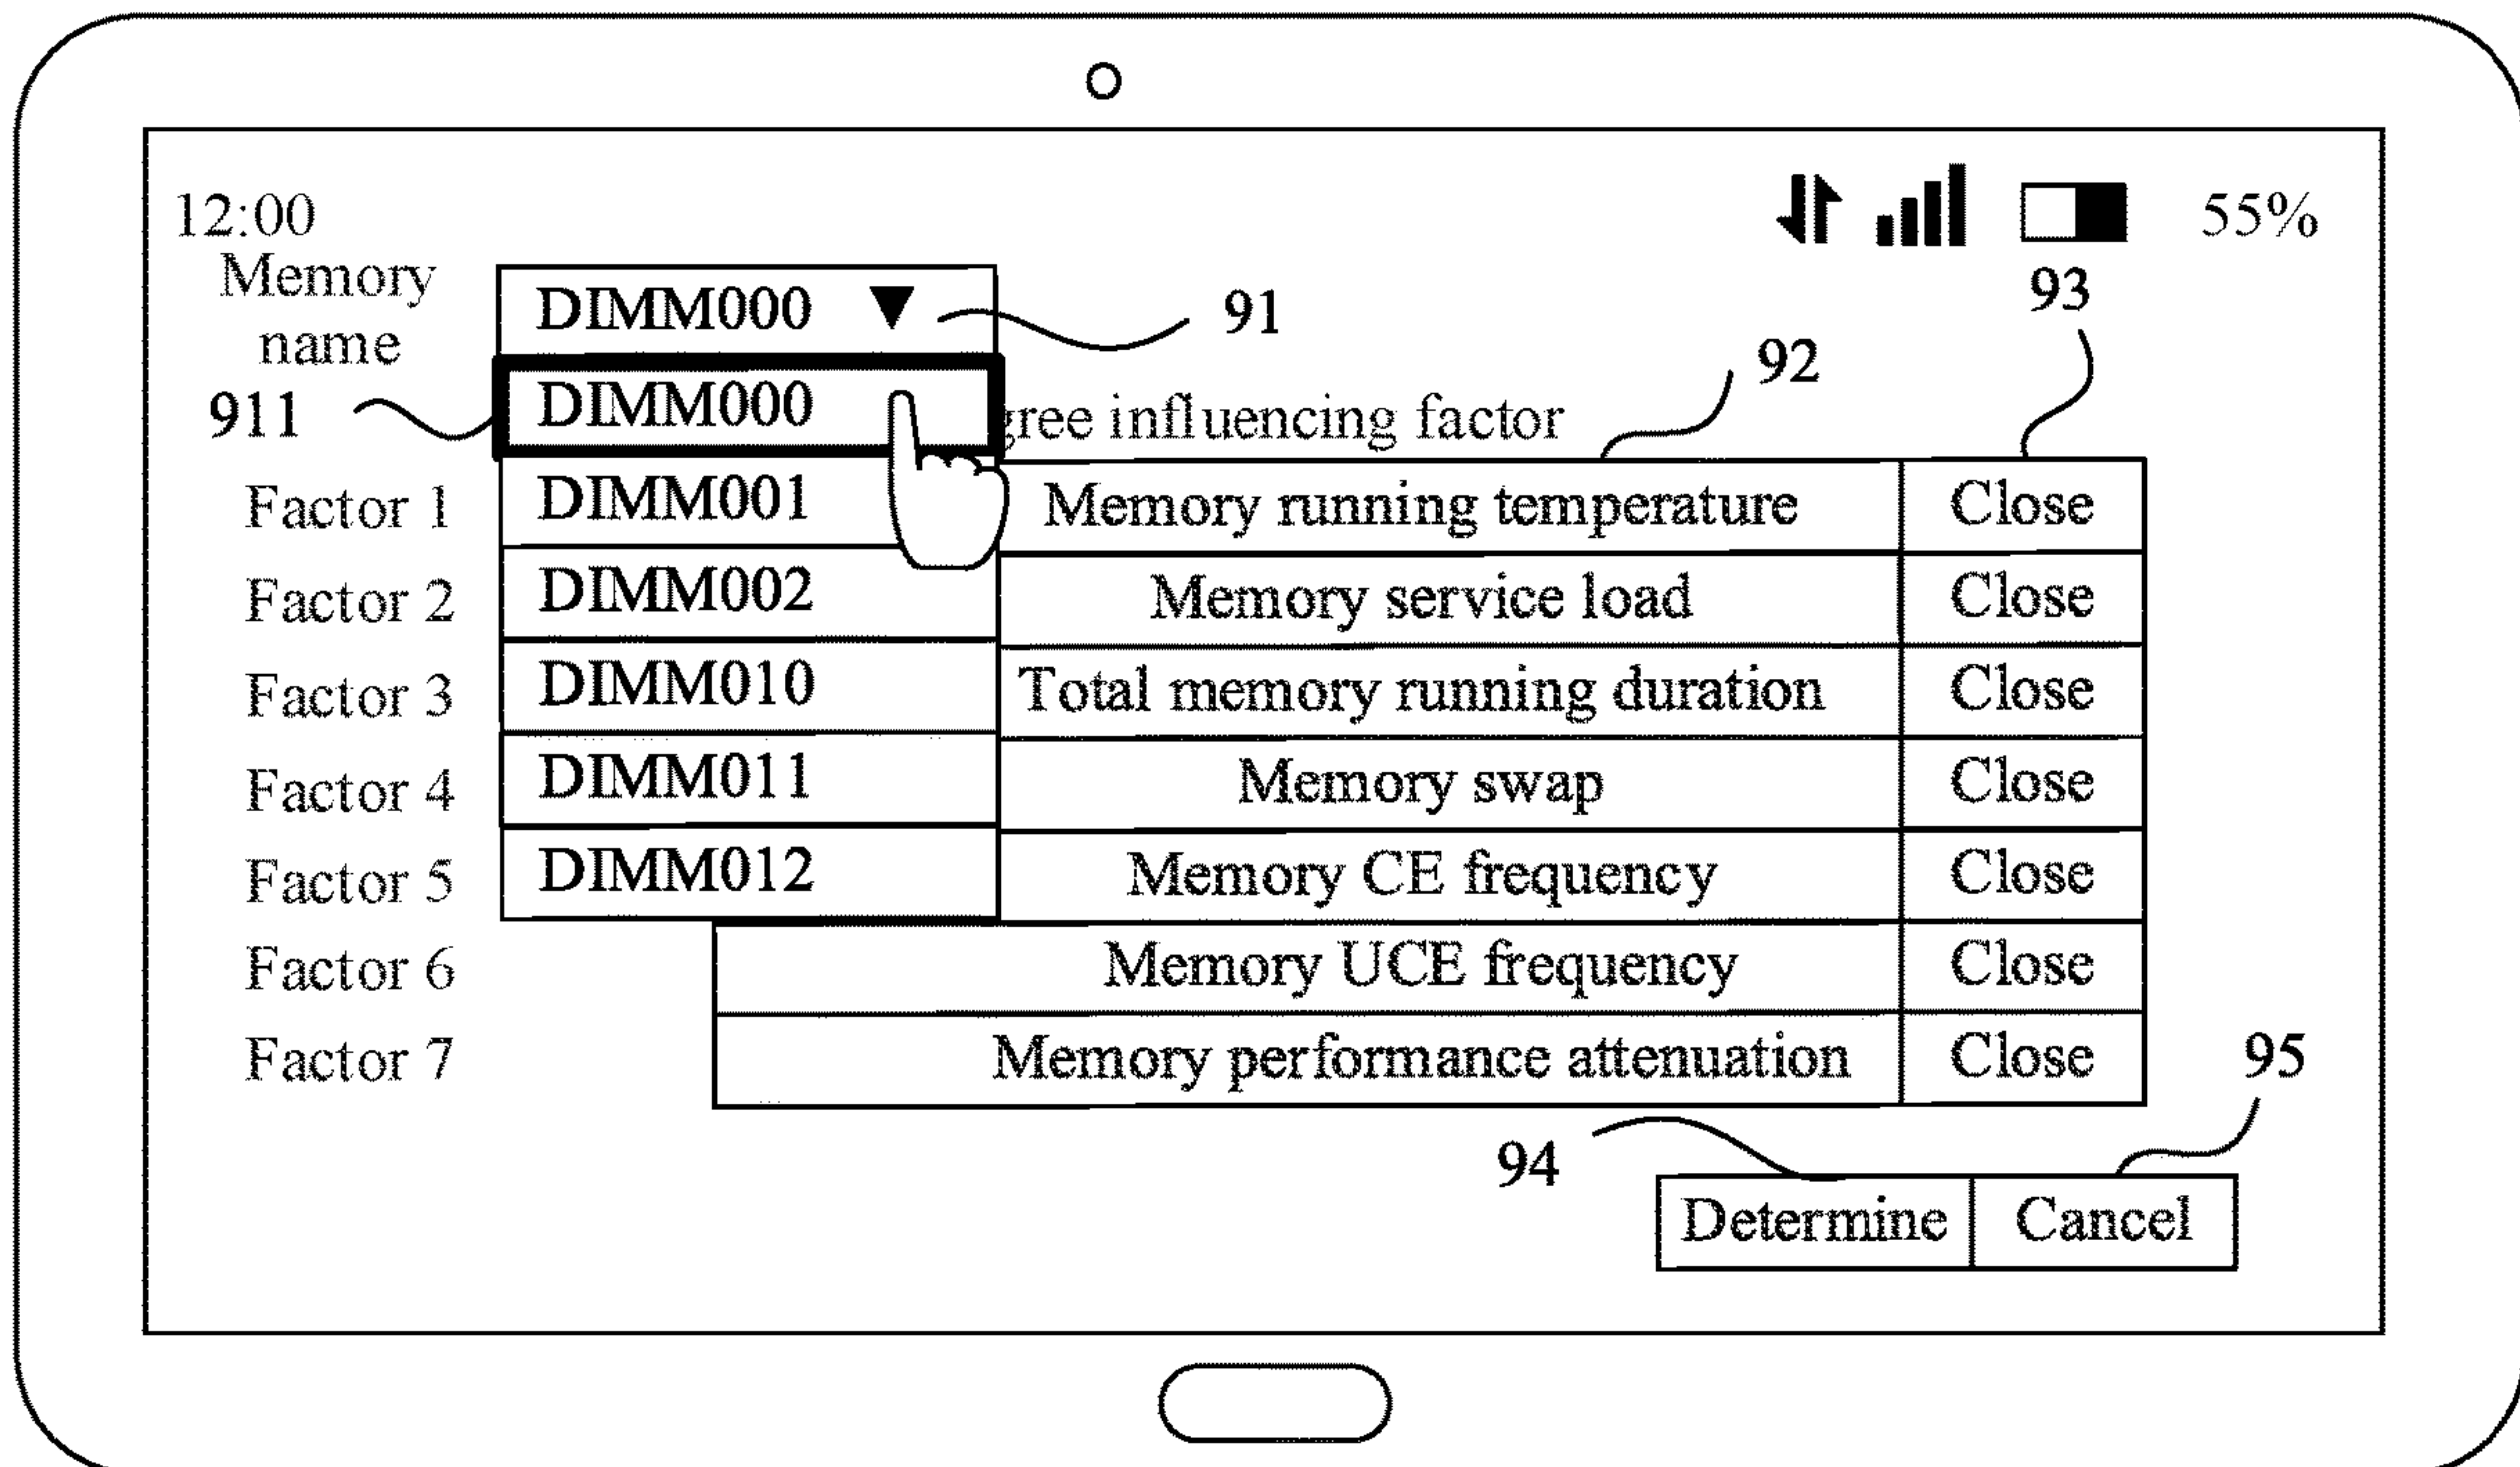 12:00 55%
Memory
name
DIMM000 91 92 93
911 DIMM000 influencing factor
Factor 1 DIMM001 Memory running temperature Close
Factor 2 DIMM002 Memory service load Close
Factor 3 DIMM010 Total memory running duration Close
Factor 4 DIMM011 Memory swap Close
Factor 5 DIMM012 Memory CE frequency Close
Factor 6 Memory UCE frequency Close
Factor 7 Memory performance attenuation Close
94 95
Determine Cancel